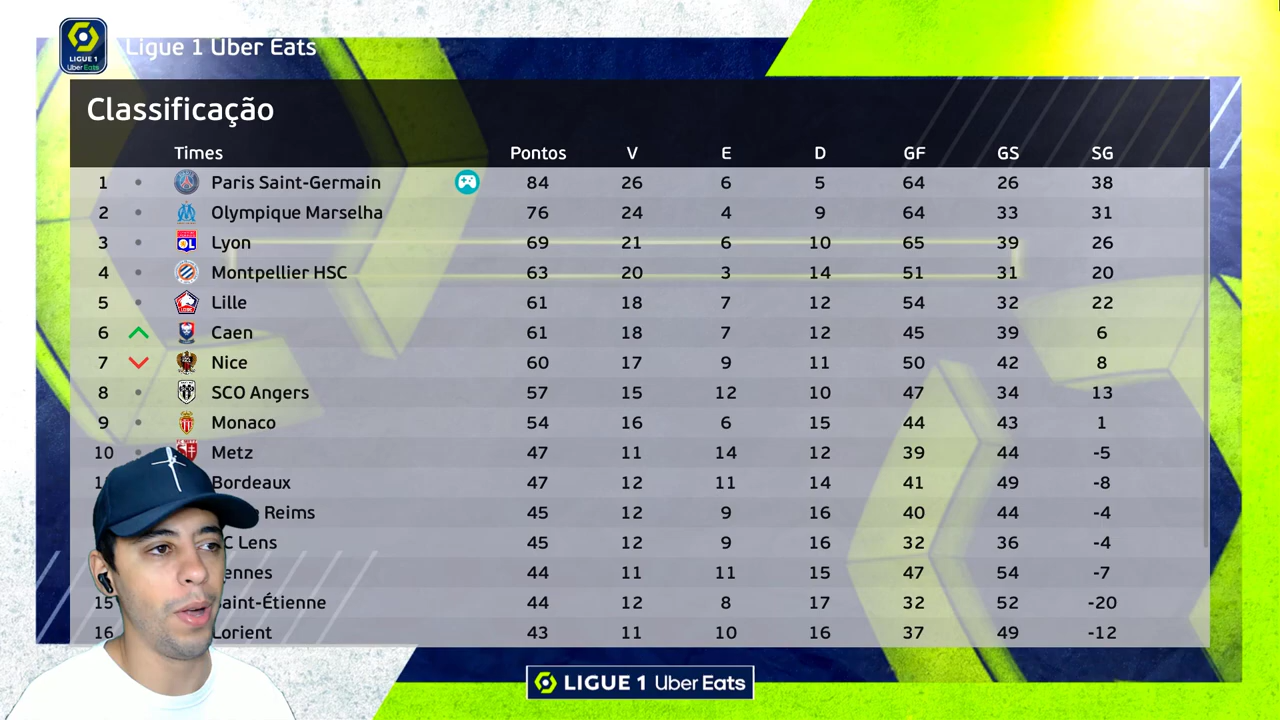 LIGUE 1
Uber Eats
Ligue 1 Uber Eats
Classificação
Times Pontos V E D GF GS SG
1 Paris Saint-Germain 84 26 6 5 64 26 38
2 Olympique Marselha 76 24 4 9 64 33 31
3 Lyon 69 21 6 10 65 39 26
4 Montpellier HSC 63 20 3 14 51 31 20
5 Lille 61 18 7 12 54 32 22
6 Caen 61 18 7 12 45 39 6
7 Nice 60 17 9 11 50 42 8
8 SCO Angers 57 15 12 10 47 34 13
9 Monaco 54 16 6 15 44 43 1
10 Metz 47 11 14 12 39 44 -5
Bordeaux 47 12 11 14 41 49 -8
Reims 45 12 9 16 40 44 -4
Lens 45 12 9 16 32 36 -4
44 11 11 15 47 54 -7
15 Saint-Étienne 44 12 8 17 32 52 -20
16 Lorient 43 11 10 16 37 49 -12
LIGUE 1 Uber Eats